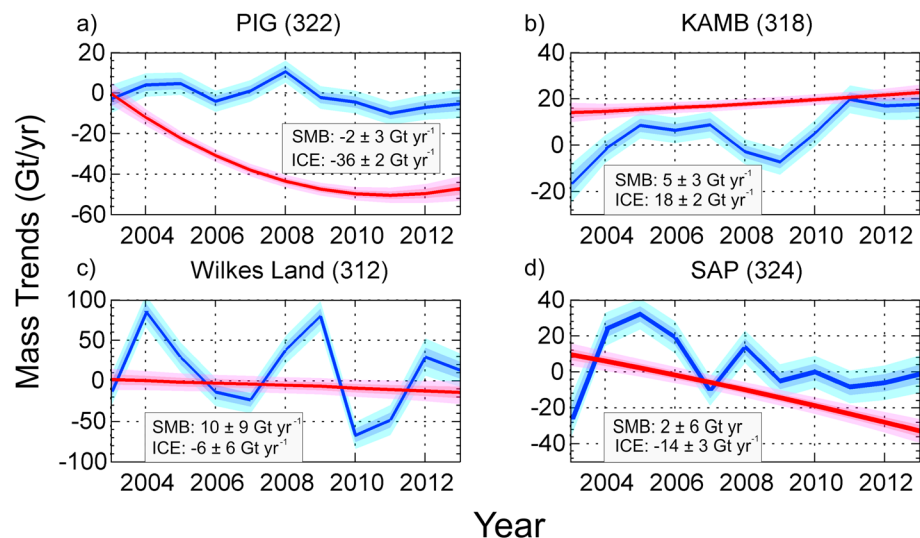 a) PIG (322)
20
0
-20
-40
-60
SMB: -2 ± 3 Gt yr⁻¹
ICE: -36 ± 2 Gt yr⁻¹
2004 2006 2008 2010 2012
b) KAMB (318)
40
20
0
-20
SMB: 5 ± 3 Gt yr⁻¹
ICE: 18 ± 2 Gt yr⁻¹
2004 2006 2008 2010 2012
c) Wilkes Land (312)
100
50
0
-50
-100
SMB: 10 ± 9 Gt yr⁻¹
ICE: -6 ± 6 Gt yr⁻¹
2004 2006 2008 2010 2012
d) SAP (324)
40
20
0
-20
-40
SMB: 2 ± 6 Gt yr
ICE: -14 ± 3 Gt yr⁻¹
2004 2006 2008 2010 2012
Mass Trends (Gt/yr)
Year